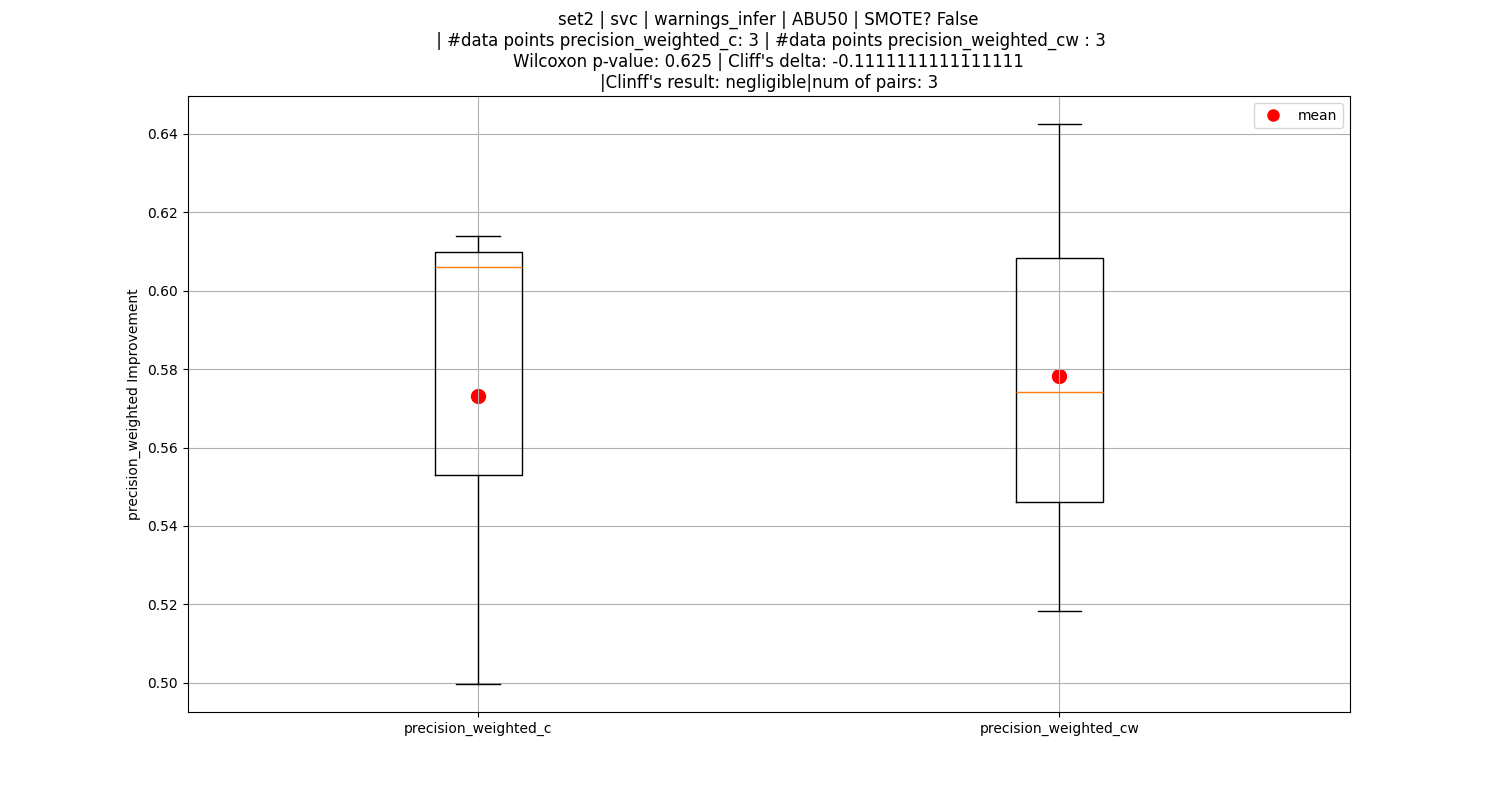 set2 | svc | warnings_infer | ABU50 | SMOTE? False
| #data points precision_weighted_c: 3 | #data points precision_weighted_cw : 3
Wilcoxon p-value: 0.625 | Cliff's delta: -0.1111111111111111
|Clinff's result: negligible|num of pairs: 3
mean
0.64
0.62
0.60
0.58
0.56
0.54
0.52
0.50
precision_weighted Improvement
precision_weighted_c
precision_weighted_cw